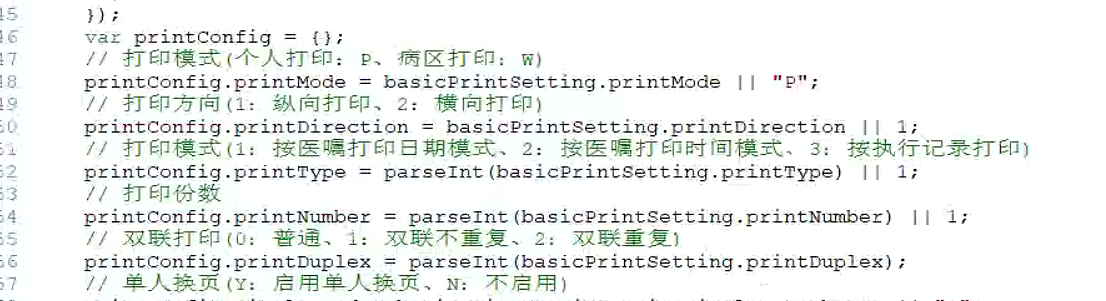 45 });
46 var printConfig = {};
47 // 打印模式(个人打印: P、病区打印: W)
48 printConfig.printMode = basicPrintSetting.printMode || "P";
49 // 打印方向(1: 纵向打印、2: 横向打印)
50 printConfig.printDirection = basicPrintSetting.printDirection || 1;
51 // 打印模式(1: 按医嘱打印日期模式、2: 按医嘱打印时间模式、3: 按执行记录打印)
52 printConfig.printType = parseInt(basicPrintSetting.printType) || 1;
53 // 打印份数
54 printConfig.printNumber = parseInt(basicPrintSetting.printNumber) || 1;
55 // 双联打印(0: 普通、1: 双联不重复、2: 双联重复)
56 printConfig.printDuplex = parseInt(basicPrintSetting.printDuplex);
57 // 单人换页(Y: 启用单人换页、N: 不启用)